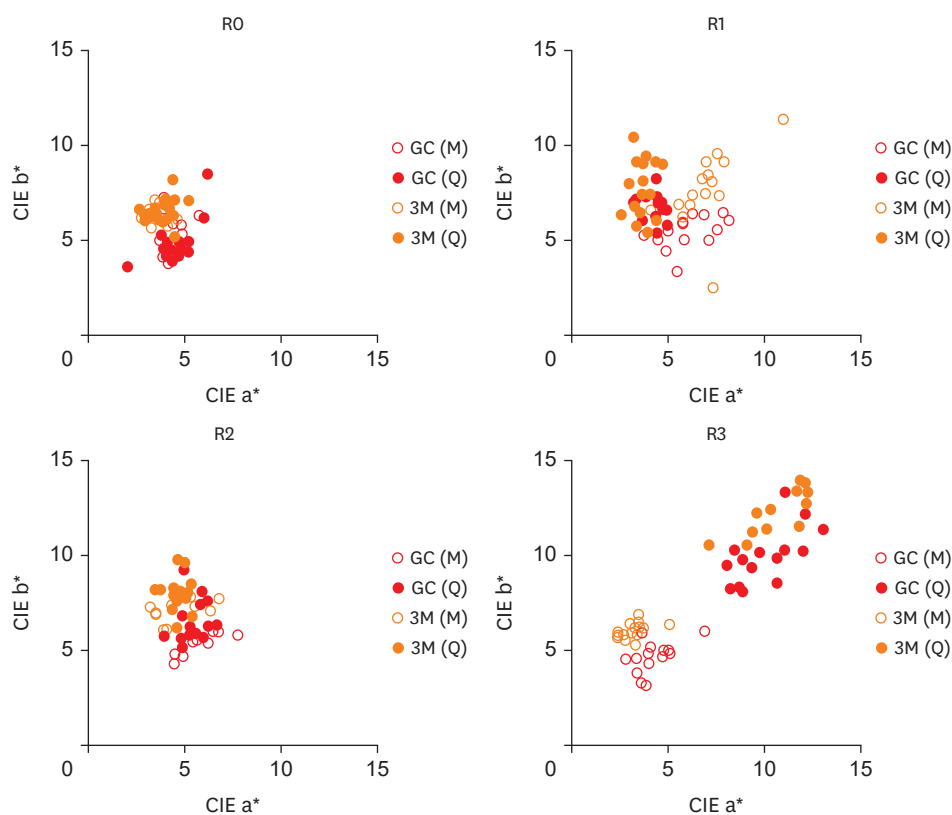 R0
15
10
5
0
5
10
15
CIE b*
CIE a*
GC (M)
GC (Q)
3M (M)
3M (Q)
R1
15
10
5
0
5
10
15
CIE b*
CIE a*
GC (M)
GC (Q)
3M (M)
3M (Q)
R2
15
10
5
0
5
10
15
CIE b*
CIE a*
GC (M)
GC (Q)
3M (M)
3M (Q)
R3
15
10
5
0
5
10
15
CIE b*
CIE a*
GC (M)
GC (Q)
3M (M)
3M (Q)